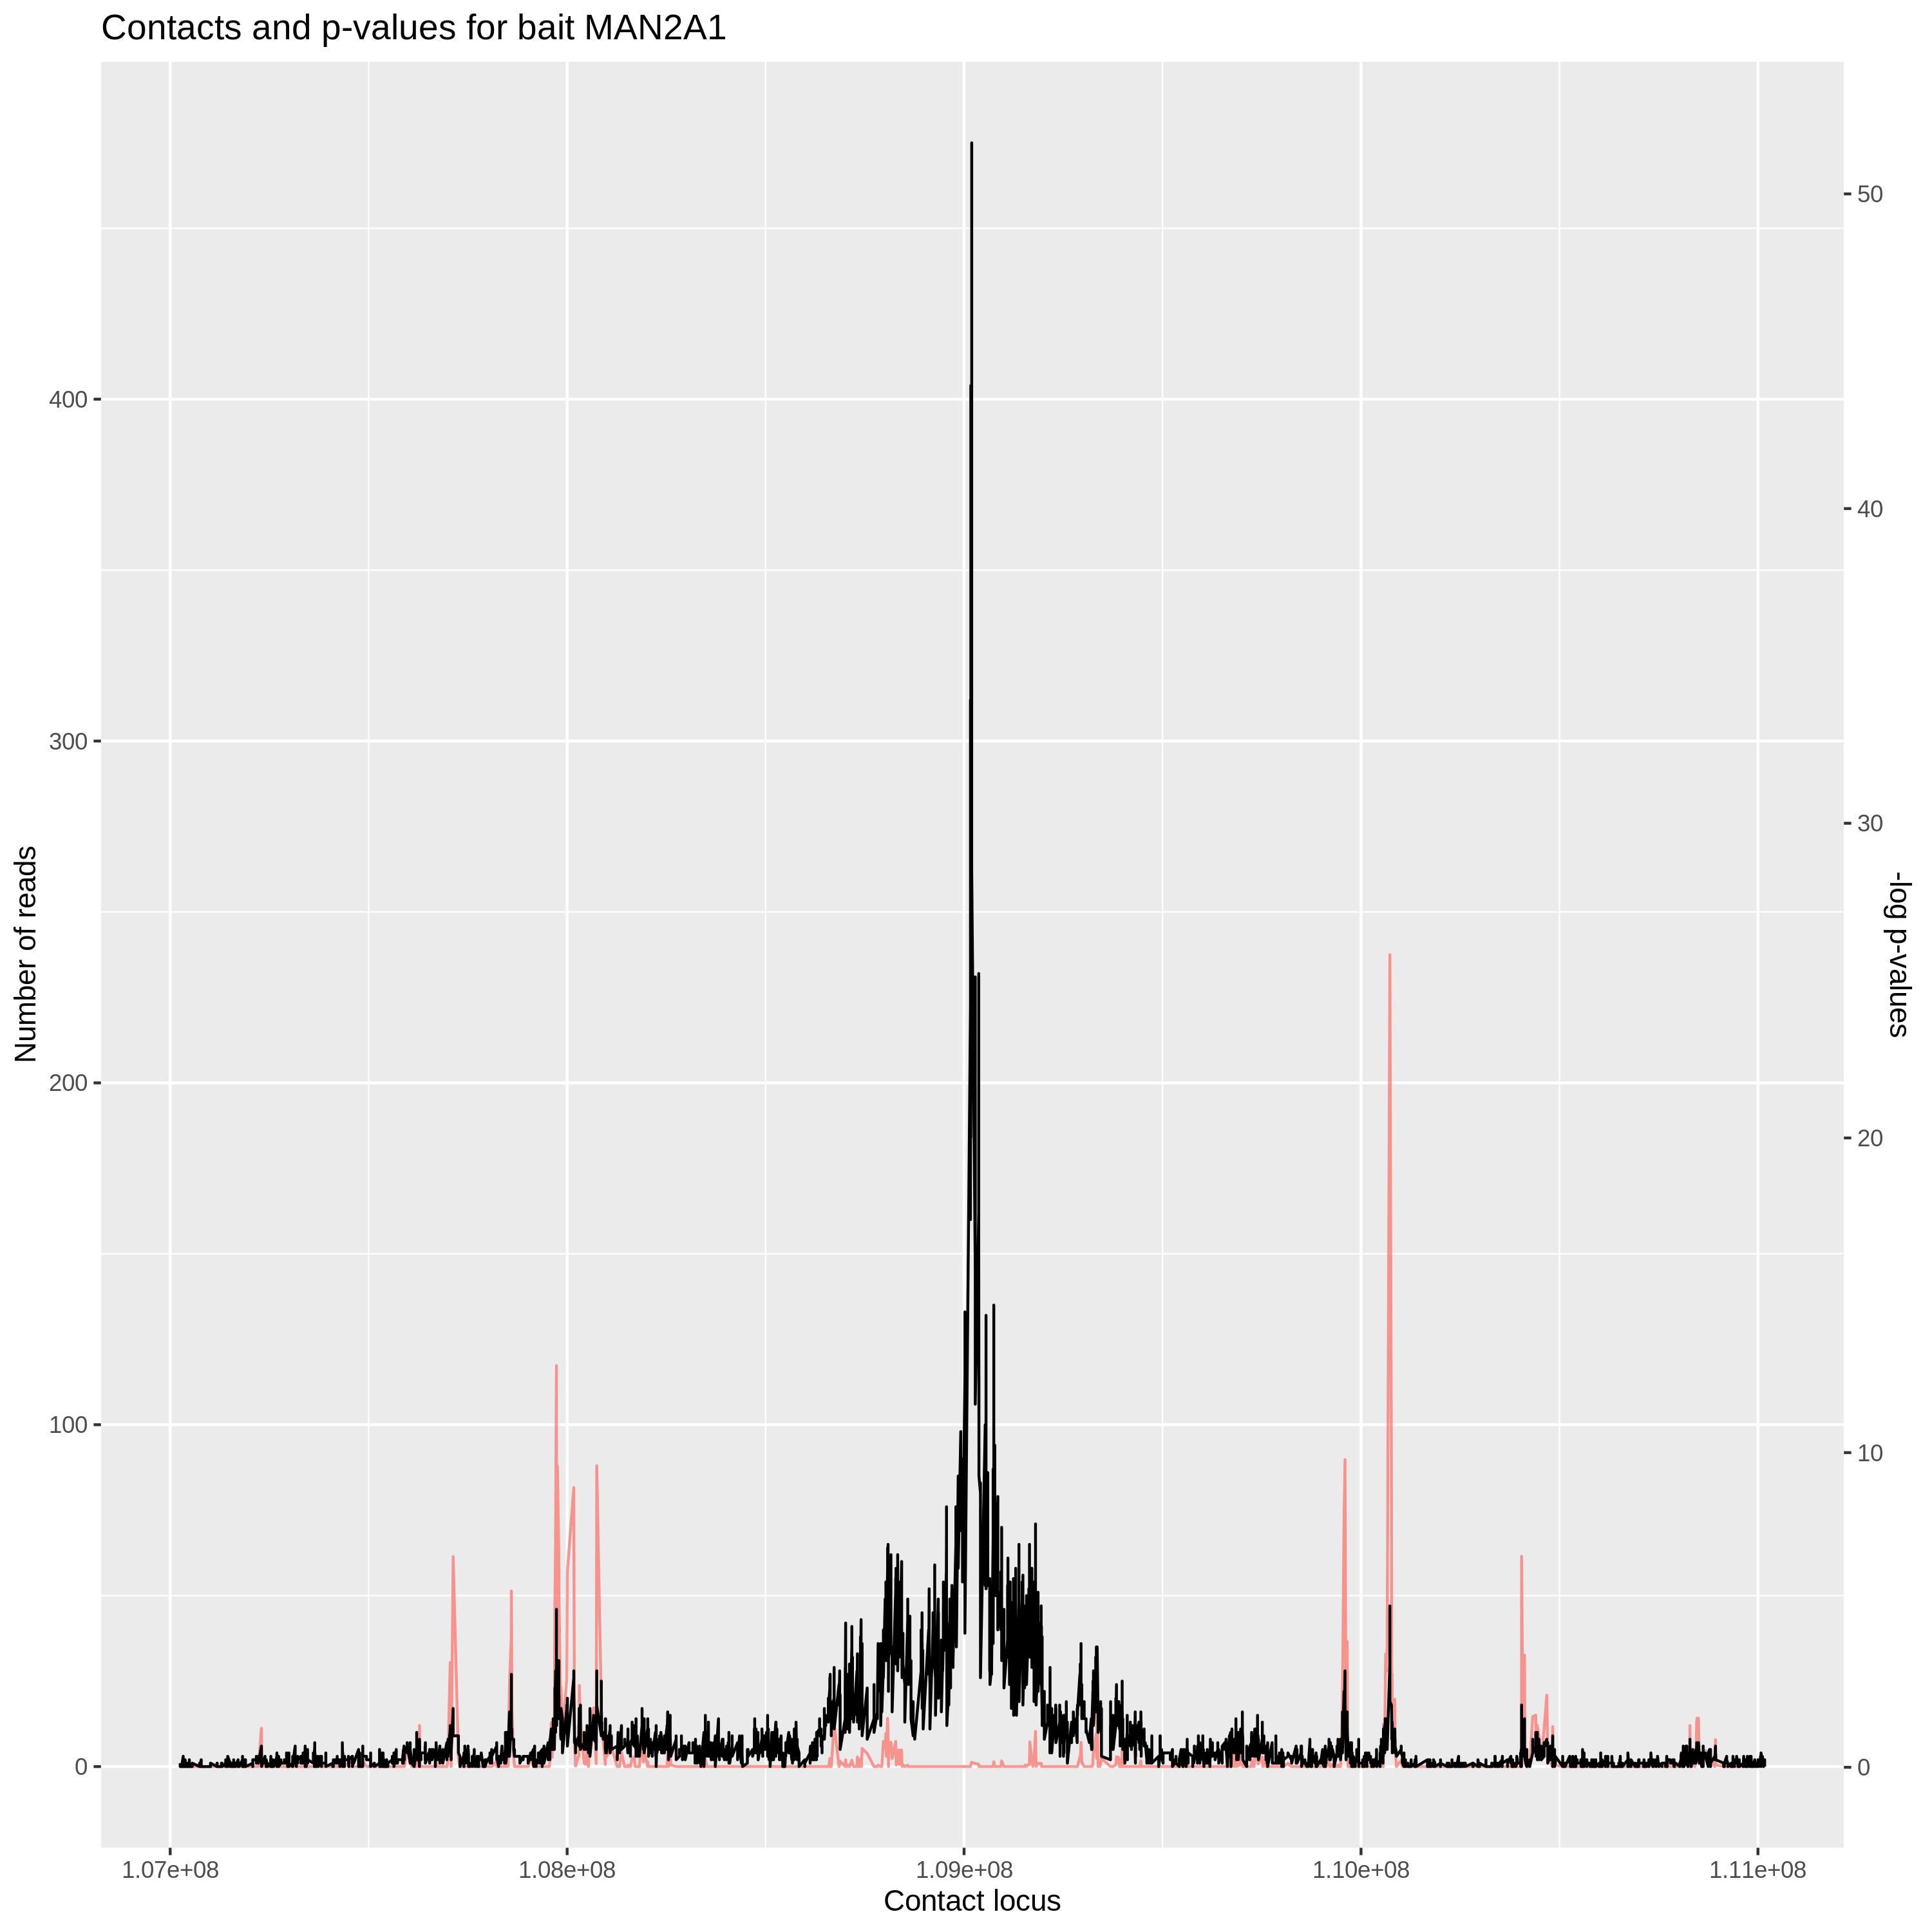 Contacts and p-values for bait MAN2A1
50
400
40
300
30
Number of reads
-log p-values
200
20
100
10
0
0
1.07e+08
1.08e+08
1.09e+08
1.10e+08
1.11e+08
Contact locus